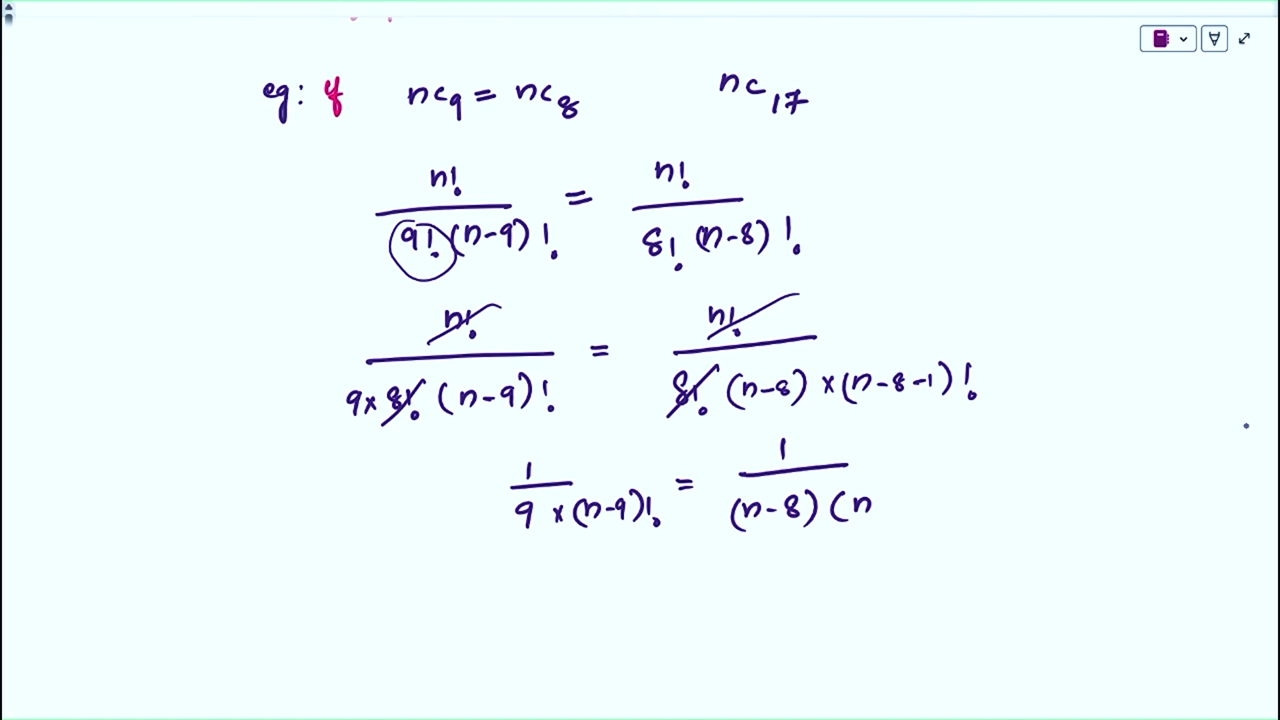 eg: If nc₉ = nc₈ nc₁₇
n! / 9! (n-9)! = n! / 8! (n-8)!
n! / 9 × 8! (n-9)! = n! / 8! (n-8) × (n-8-1)!
1 / 9 × (n-9)! = 1 / (n-8) (n